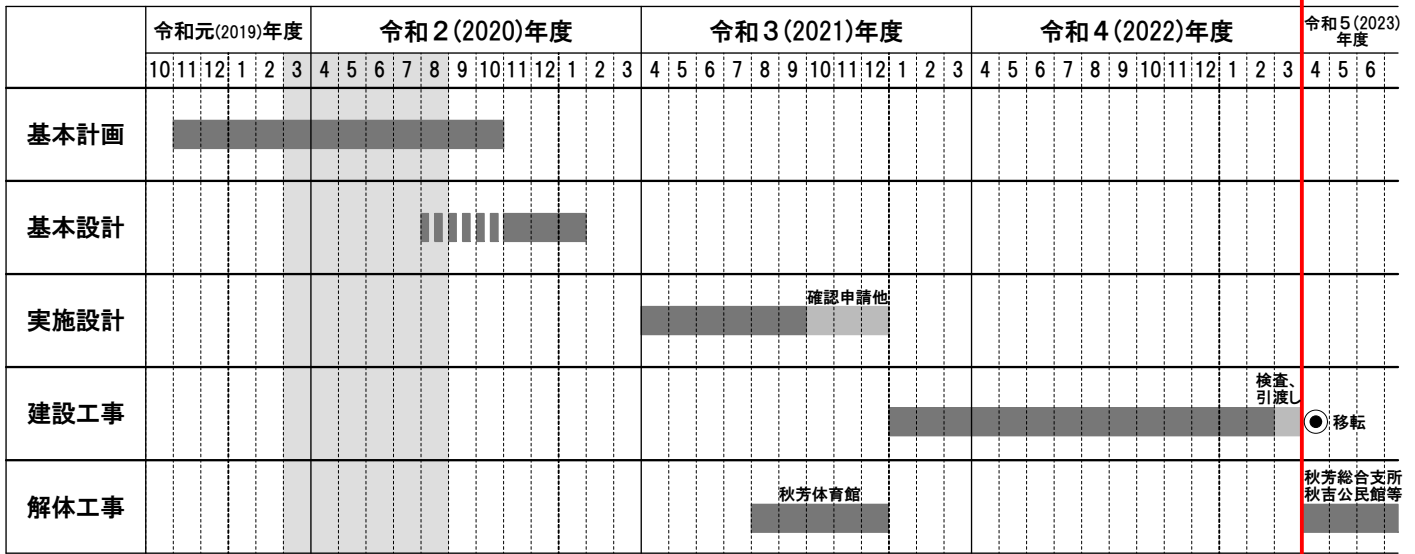 令和元(2019)年度 令和２(2020)年度 令和３(2021)年度 令和４(2022)年度 令和５(2023)
年度
10 11 12 1 2 3 4 5 6 7 8 9 10 11 12 1 2 3 4 5 6 7 8 9 10 11 12 1 2 3 4 5 6 7 8 9 10 11 12 1 2 3 4 5 6
基本計画
基本設計
確認申請他
実施設計
検査、
引渡し
建設工事 移転
秋芳総合支所
秋芳体育館 秋吉公民館等
解体工事